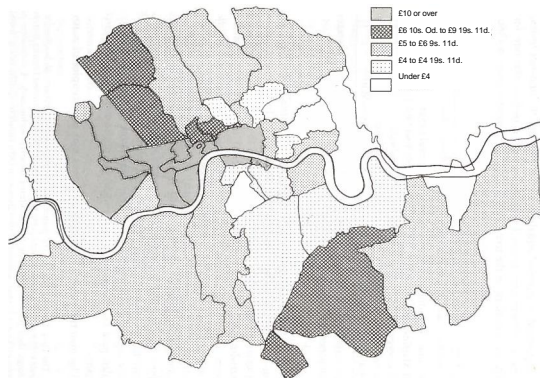 £10 or over
£6 10s. Od. to £9 19s. 11d.
£5 to £6 9s. 11d.
£4 to £4 19s. 11d.
Under £4